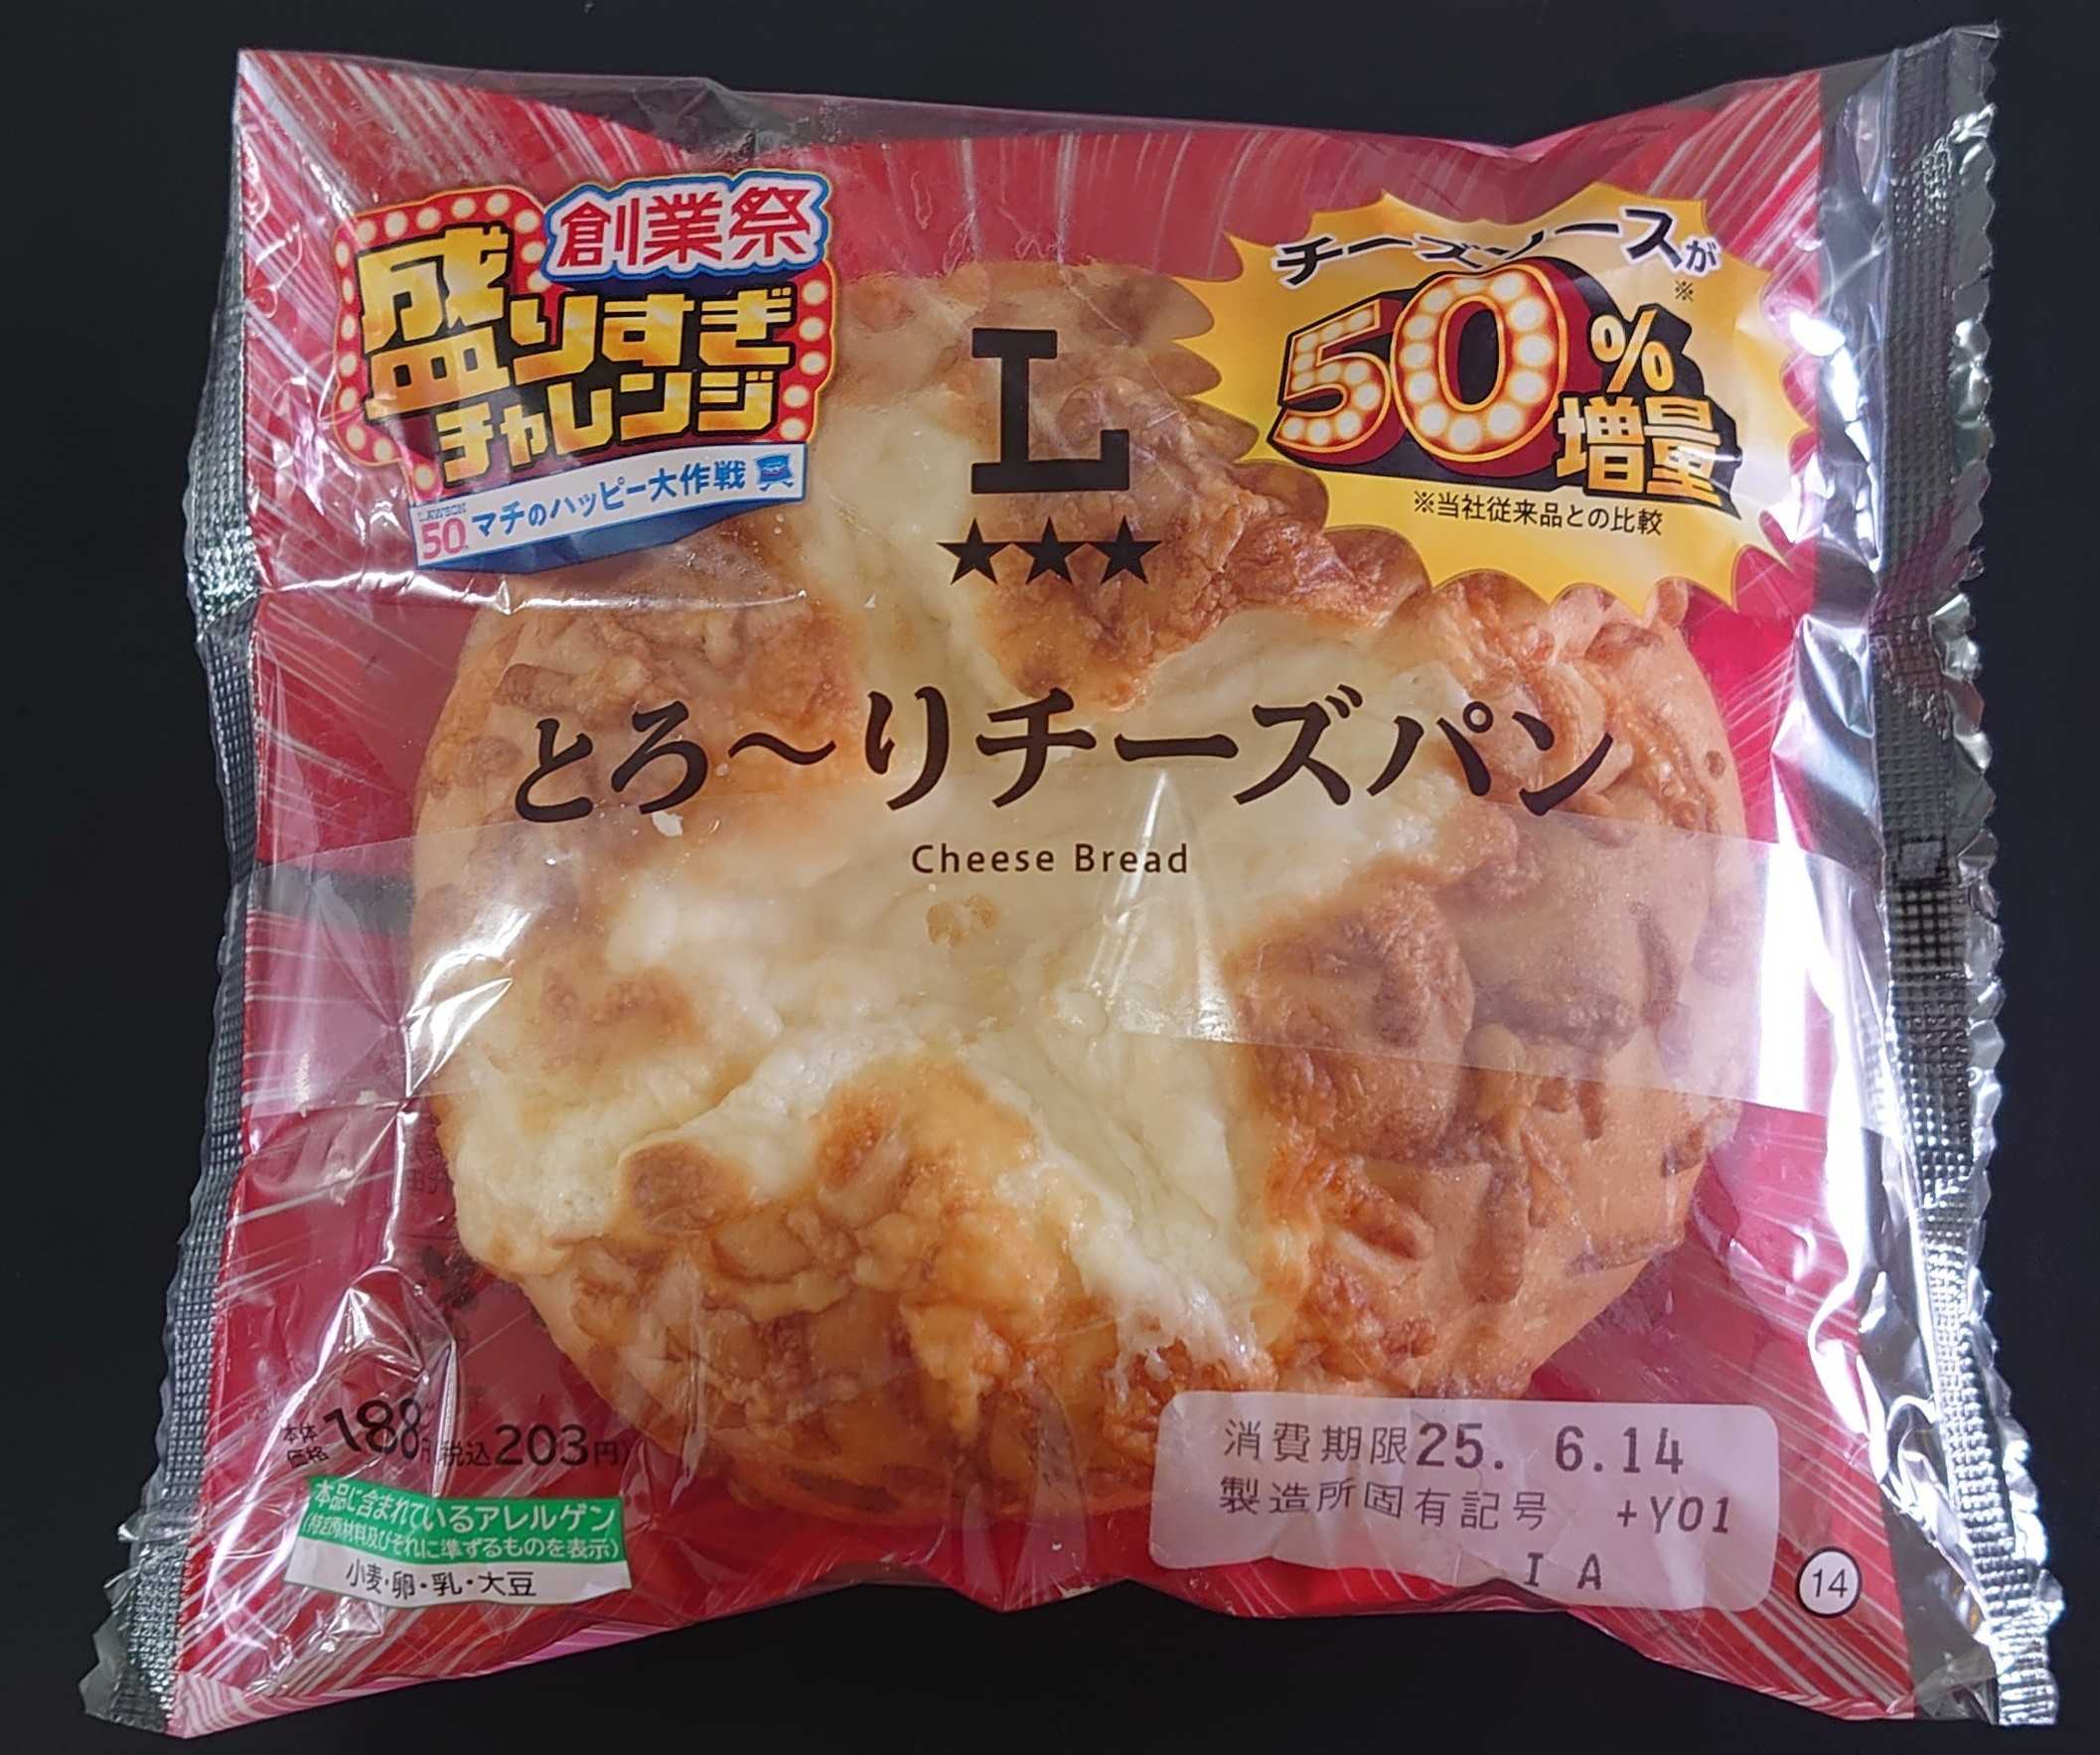 創業祭
盛りすぎ
チャレンジ
LAWSON
50th マチのハッピー大作戦
チーズソースが
※
50%
増量
※当社従来品との比較
L
★★★
とろ〜りチーズパン
Cheese Bread
本体価格 188円(税込203円)
本品に含まれているアレルゲン
(特定原材料及びそれに準ずるものを表示)
小麦・卵・乳・大豆
消費期限25. 6.14
製造所固有記号 +Y01
I A
14